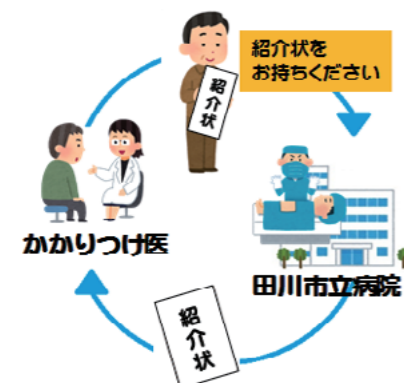 紹介状を
お持ちください
紹介状
かかりつけ医
田川市立病院
紹介状